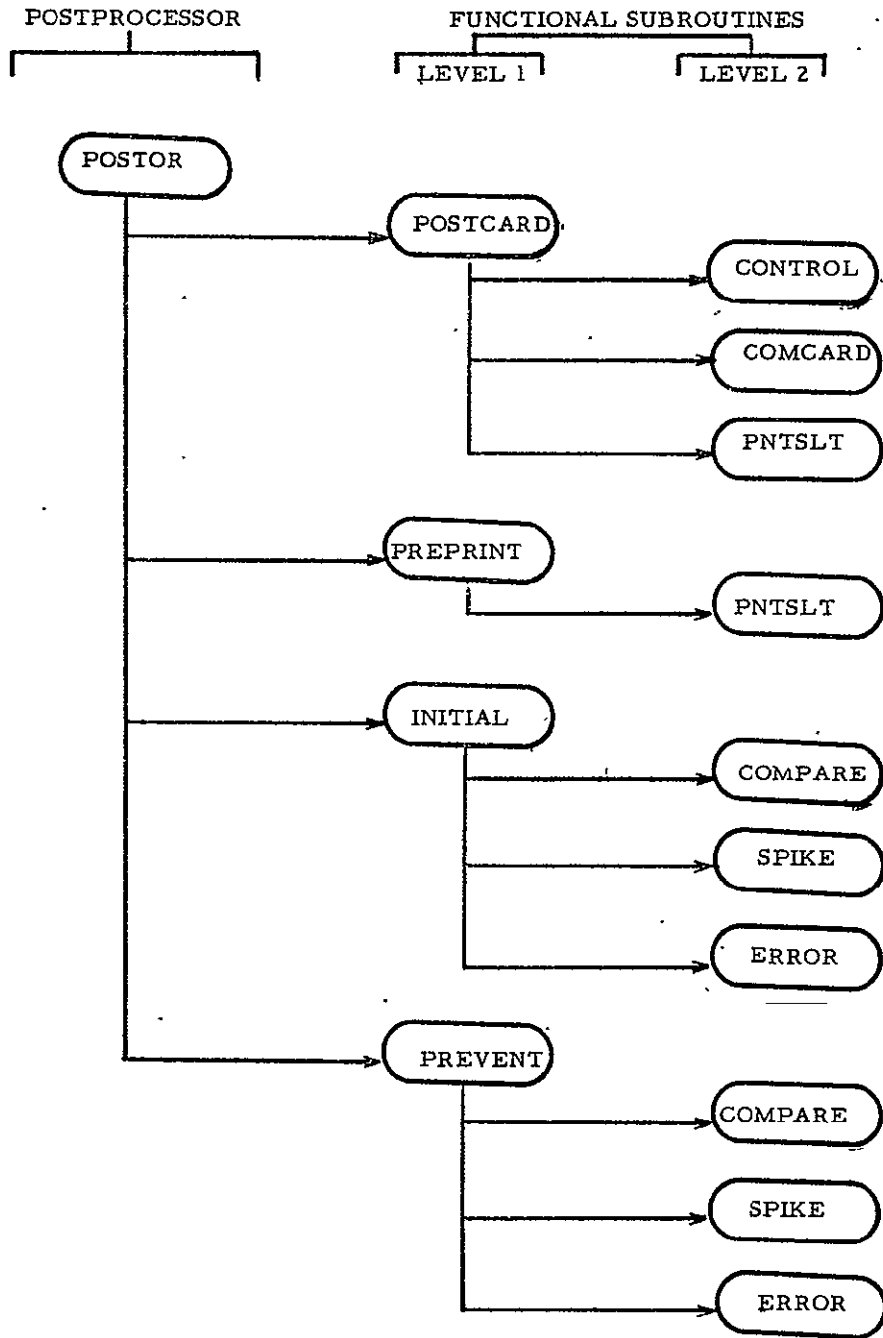 POSTPROCESSOR
FUNCTIONAL SUBROUTINES
LEVEL 1
LEVEL 2
POSTOR
POSTCARD
CONTROL
COMCARD
PNTSLT
PREPRINT
PNTSLT
INITIAL
COMPARE
SPIKE
ERROR
PREVENT
COMPARE
SPIKE
ERROR